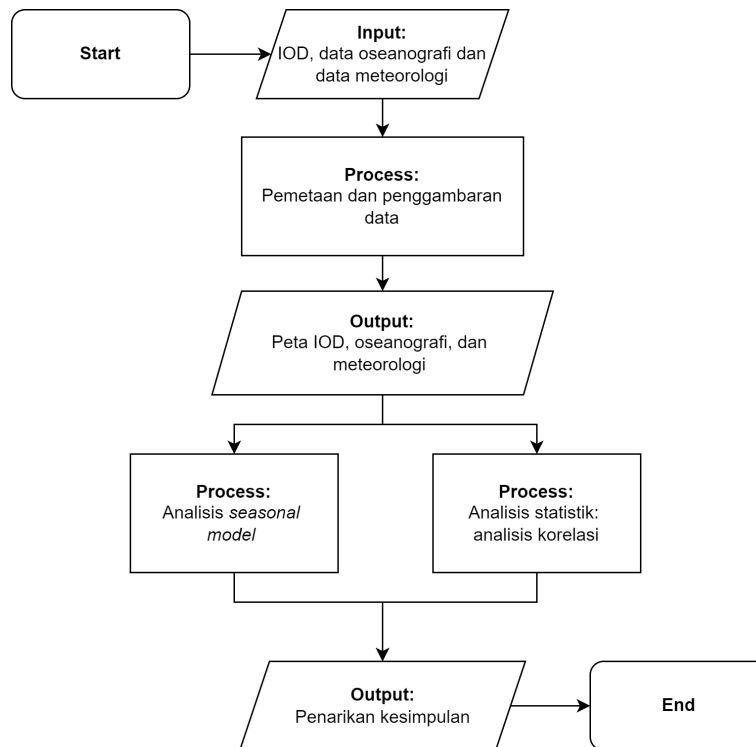 Start
Input:
IOD, data oseanografi dan
data meteorologi
Process:
Pemetaan dan penggambaran
data
Output:
Peta IOD, oseanografi, dan
meteorologi
Process:
Analisis seasonal
model
Process:
Analisis statistik:
analisis korelasi
Output:
Penarikan kesimpulan
End